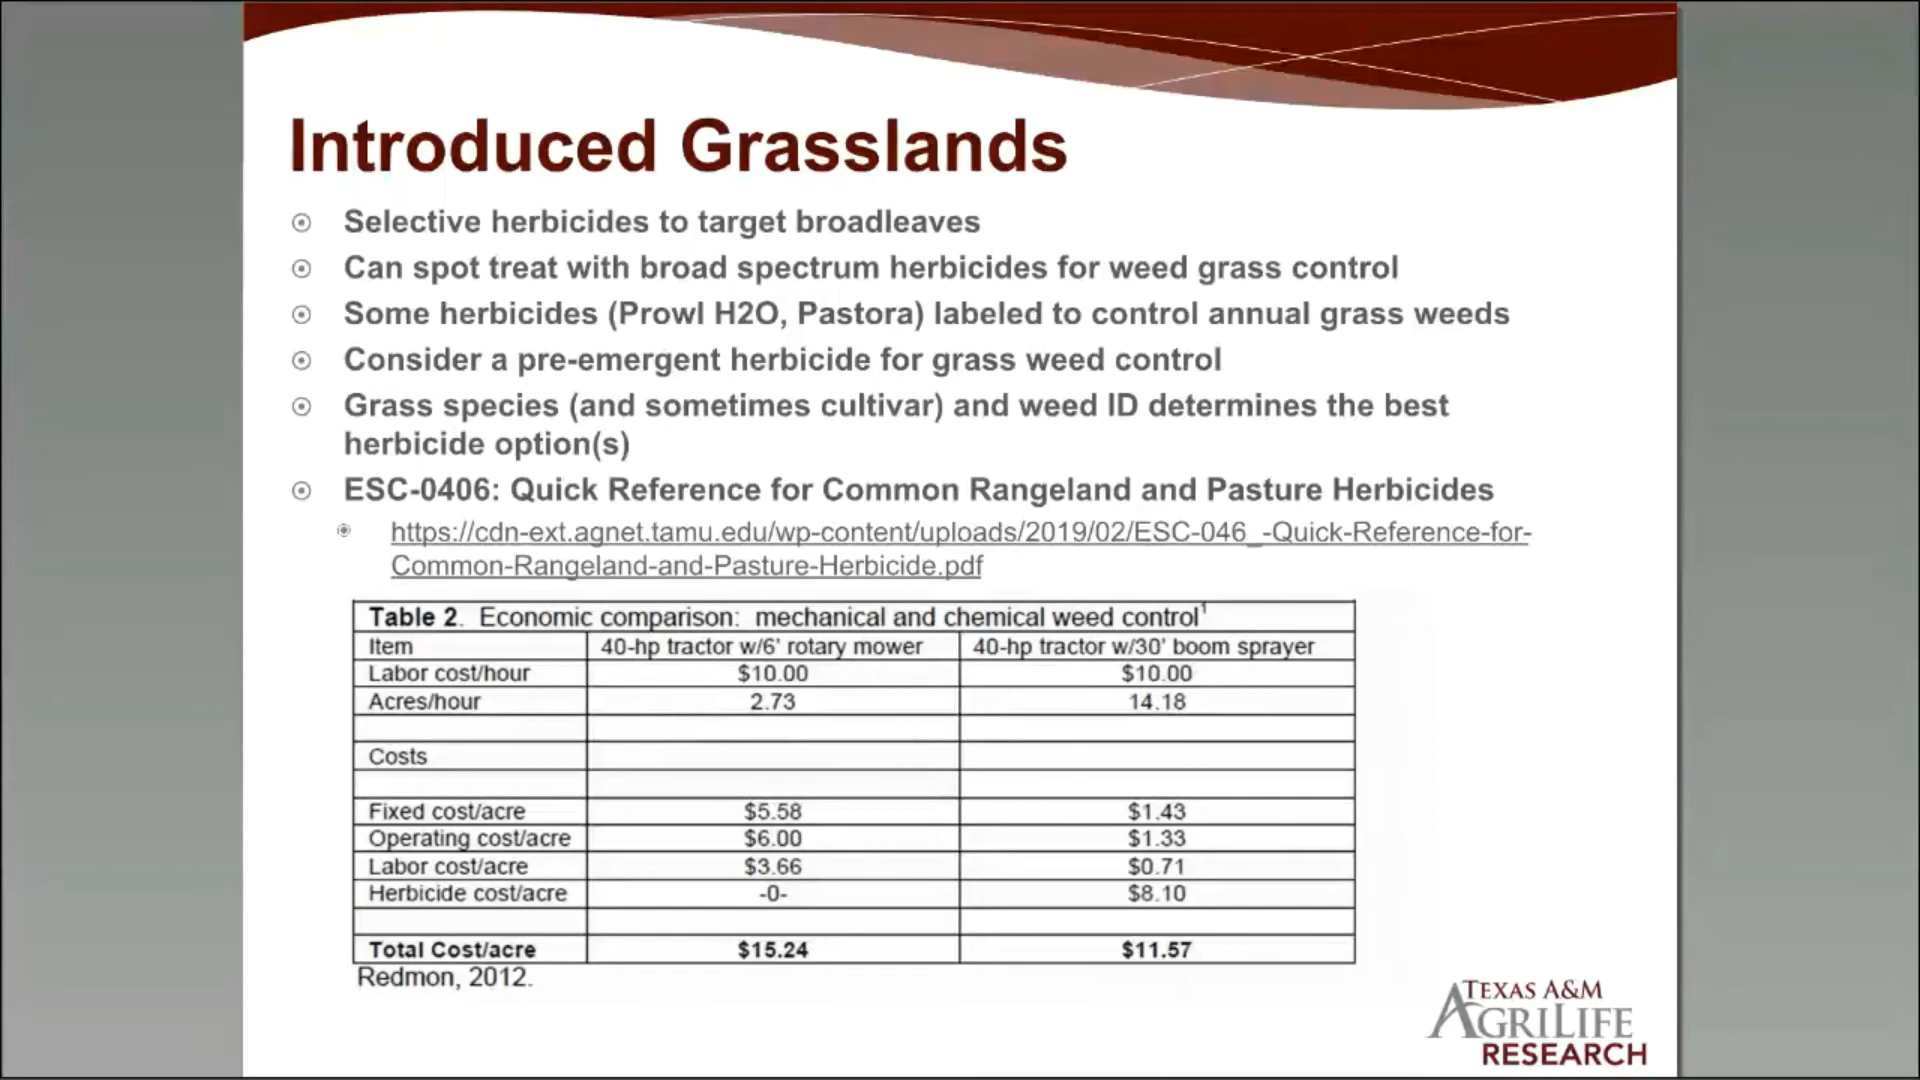 Introduced Grasslands
Selective herbicides to target broadleaves
Can spot treat with broad spectrum herbicides for weed grass control
Some herbicides (Prowl H2O, Pastora) labeled to control annual grass weeds
Consider a pre-emergent herbicide for grass weed control
Grass species (and sometimes cultivar) and weed ID determines the best
herbicide option(s)
ESC-0406: Quick Reference for Common Rangeland and Pasture Herbicides
https://cdn-ext.agnet.tamu.edu/wp-content/uploads/2019/02/ESC-046_-Quick-Reference-for-
Common-Rangeland-and-Pasture-Herbicide.pdf
Table 2. Economic comparison: mechanical and chemical weed control¹
Item 40-hp tractor w/6' rotary mower 40-hp tractor w/30' boom sprayer
Labor cost/hour $10.00 $10.00
Acres/hour 2.73 14.18
Costs
Fixed cost/acre $5.58 $1.43
Operating cost/acre $6.00 $1.33
Labor cost/acre $3.66 $0.71
Herbicide cost/acre -0- $8.10
Total Cost/acre $15.24 $11.57
Redmon, 2012.
TEXAS A&M
AGRILIFE
RESEARCH